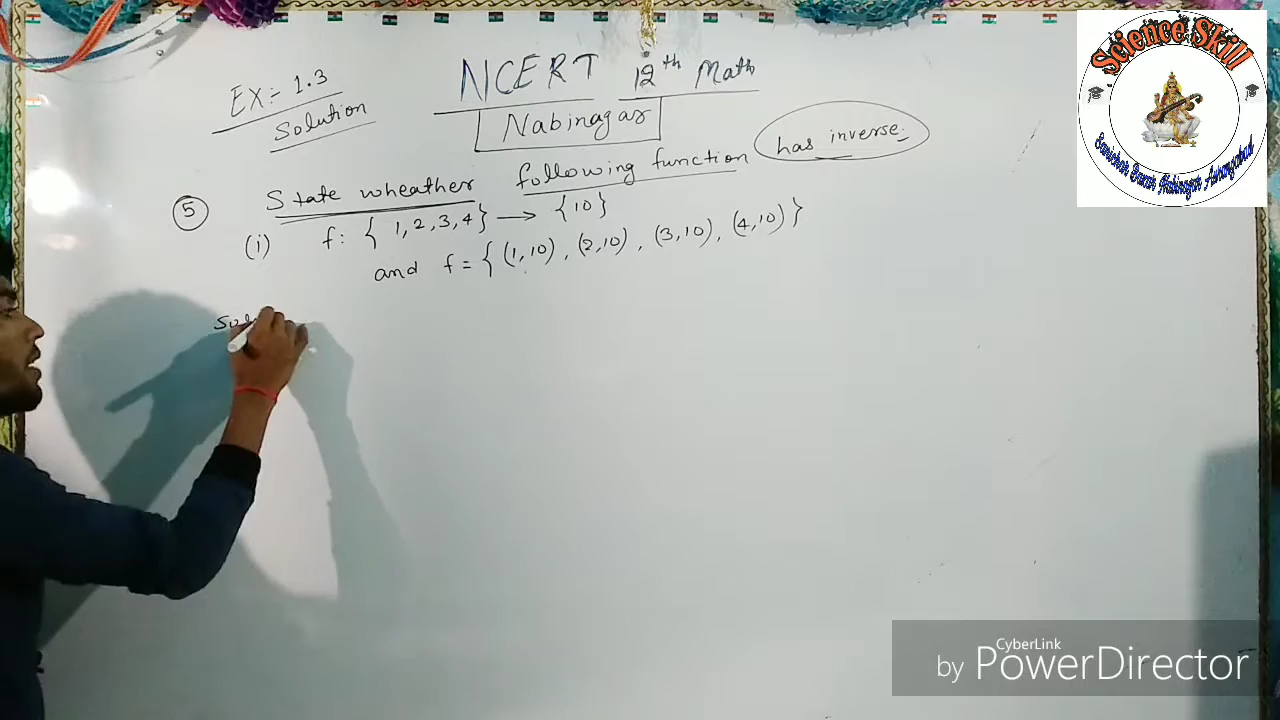 EX:- 1.3
Solution
NCERT 12th Math
Nabinagar
⑤ State wheather following function has inverse.
(i) f: {1,2,3,4} → {10}
and f = {(1,10), (2,10), (3,10), (4,10)}
Sol
Science Skill
CyberLink
by PowerDirector